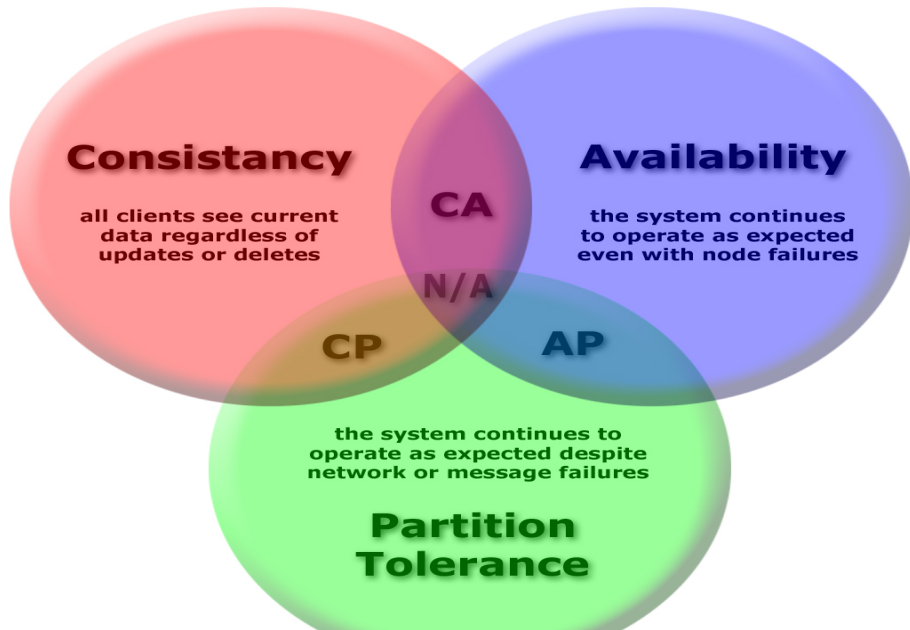 Consistancy
all clients see current
data regardless of
updates or deletes
Availability
the system continues
to operate as expected
even with node failures
CA
N/A
CP
AP
the system continues to
operate as expected despite
network or message failures
Partition
Tolerance